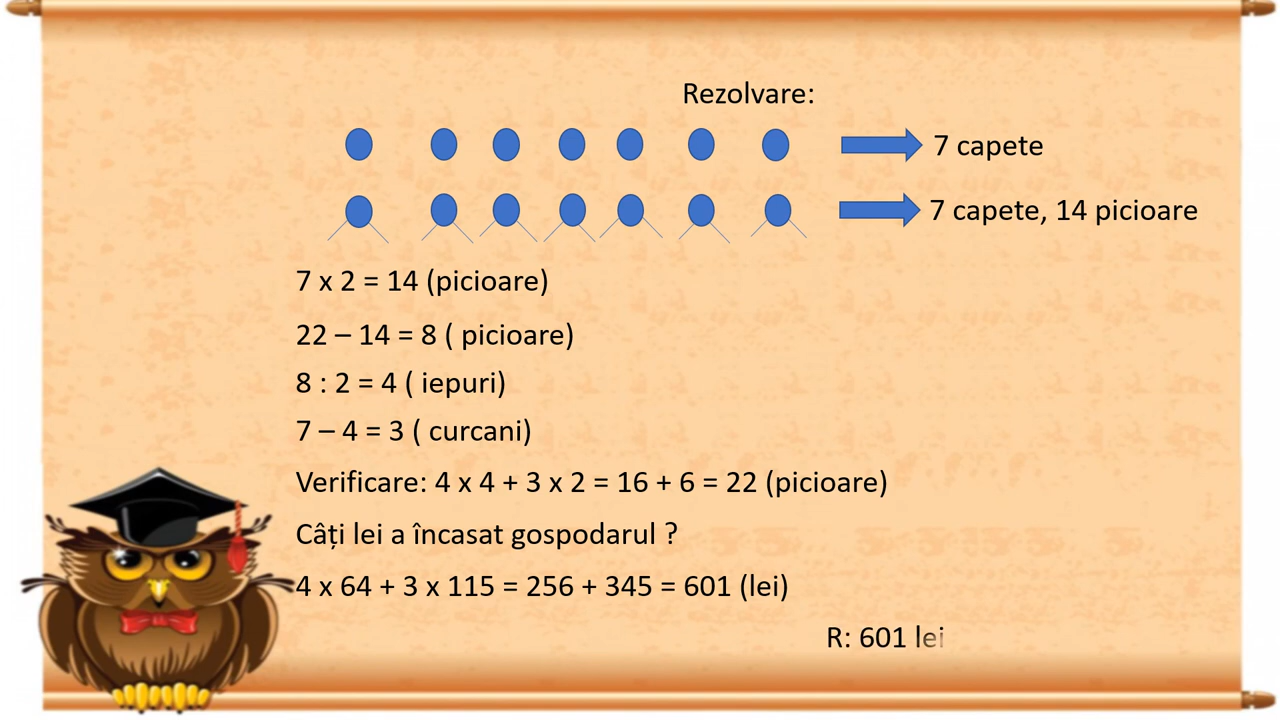 Rezolvare:
7 capete
7 capete, 14 picioare
7 x 2 = 14 (picioare)
22 – 14 = 8 ( picioare)
8 : 2 = 4 ( iepuri)
7 – 4 = 3 ( curcani)
Verificare: 4 x 4 + 3 x 2 = 16 + 6 = 22 (picioare)
Câți lei a încasat gospodarul ?
4 x 64 + 3 x 115 = 256 + 345 = 601 (lei)
R: 601 lei